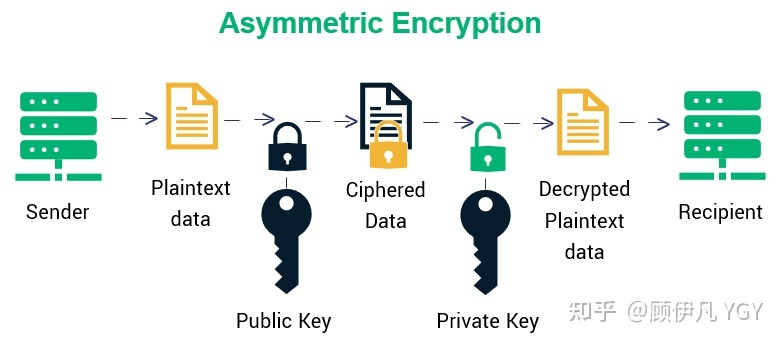 Asymmetric Encryption
Sender
Plaintext
data
Public Key
Ciphered
Data
Private Key
Decrypted
Plaintext
data
Recipient
知乎 @顾伊凡 YGY